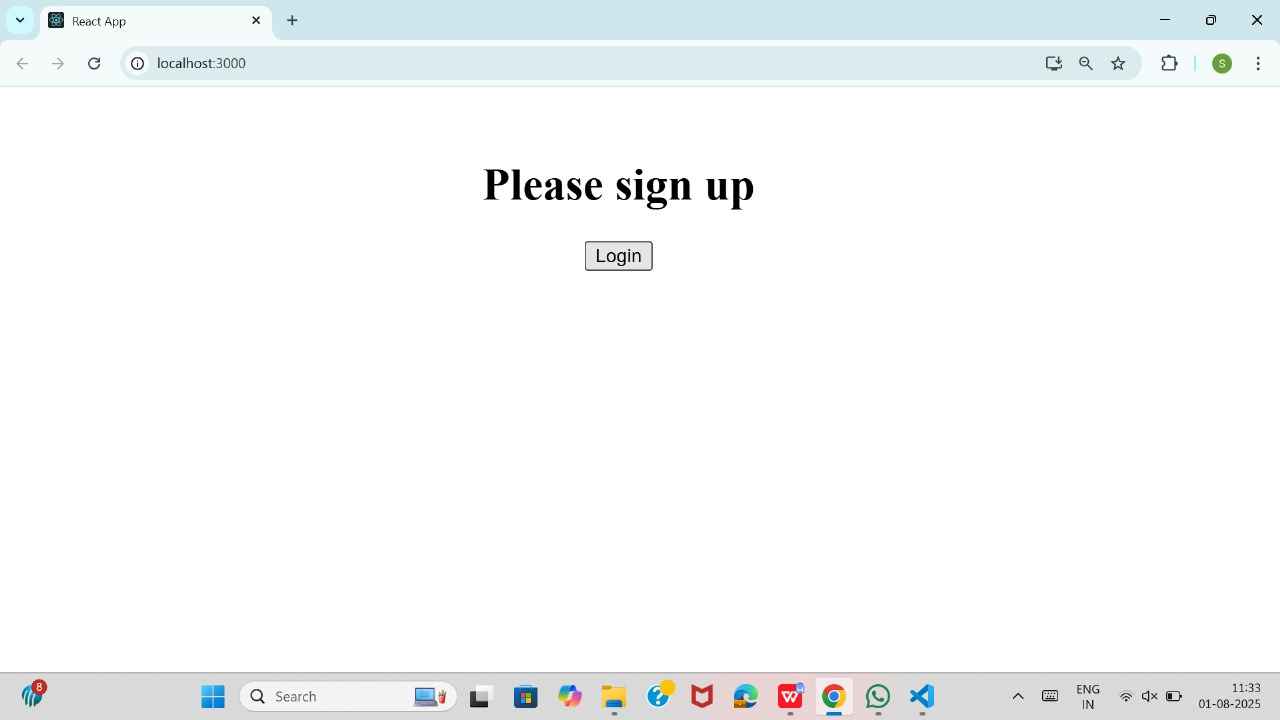 React App
localhost:3000
S
Please sign up
Login
8
Search
ENG
IN
11:33
01-08-2025